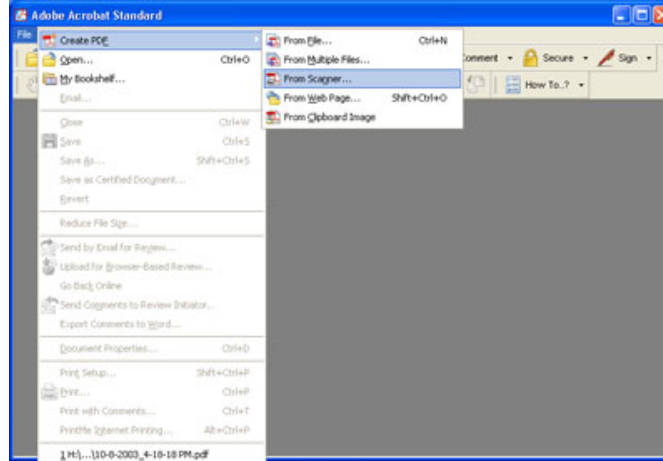 Adobe Acrobat Standard
File
Create PDF
Open... Ctrl+O
My Bookshelf...
Email...
Close Ctrl+W
Save Ctrl+S
Save As... Shift+Ctrl+S
Save as Certified Document...
Revert
Reduce File Size...
Send by Email for Review...
Upload for Browser-Based Review...
Go Back Online
Send Comments to Review Initiator...
Export Comments to Word...
Document Properties... Ctrl+D
Print Setup... Shift+Ctrl+P
Print... Ctrl+P
Print with Comments... Ctrl+T
PrintMe Internet Printing... Alt+Ctrl+P
1 H:\...\10-8-2003_4-18-18 PM.pdf
From File... Ctrl+N
From Multiple Files...
From Scanner...
From Web Page... Shift+Ctrl+O
From Clipboard Image
Secure
Sign
How To..?